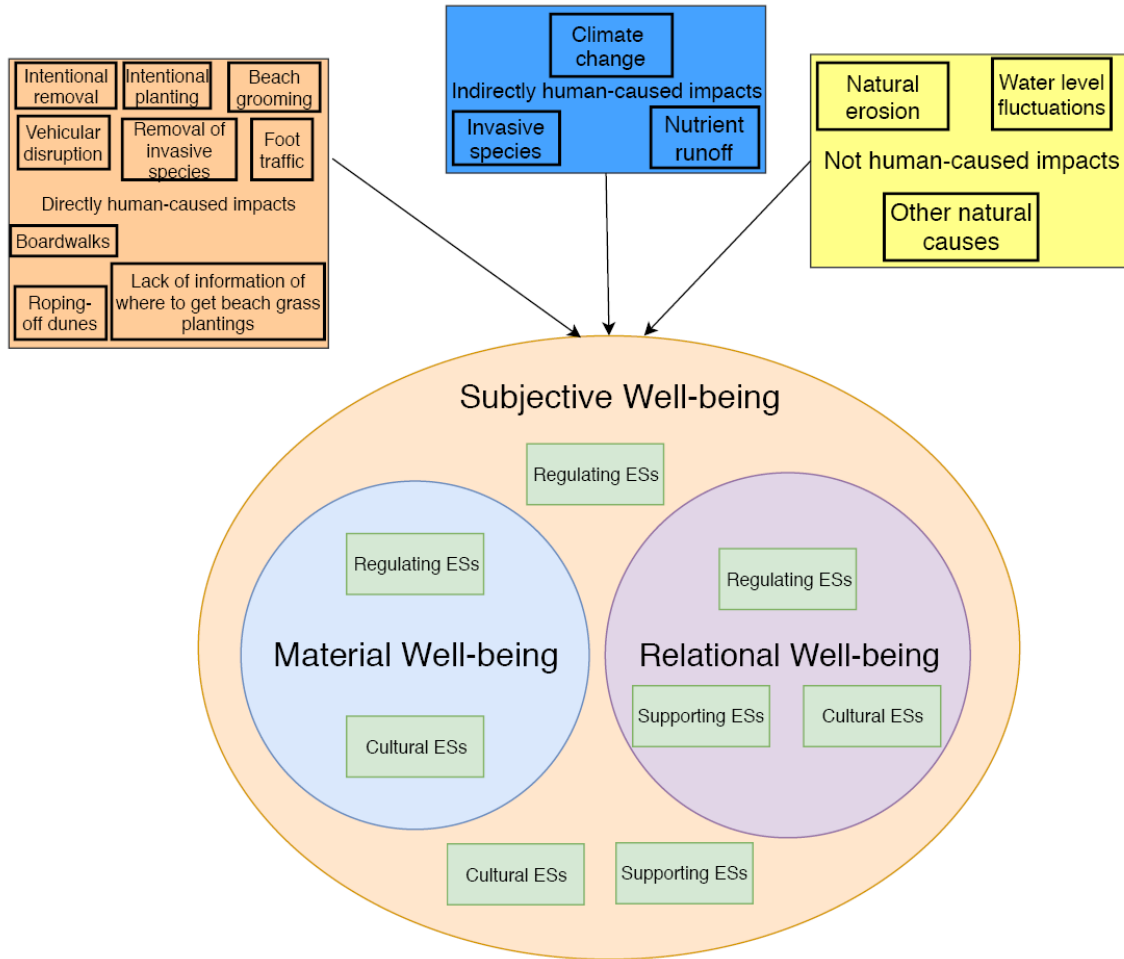 Intentional
removal
Intentional
planting
Beach
grooming
Vehicular
disruption
Removal of
invasive
species
Foot
traffic
Directly human-caused impacts
Boardwalks
Roping-
off dunes
Lack of information of
where to get beach grass
plantings
Climate
change
Indirectly human-caused impacts
Invasive
species
Nutrient
runoff
Natural
erosion
Water level
fluctuations
Not human-caused impacts
Other natural
causes
Subjective Well-being
Regulating ESs
Regulating ESs
Material Well-being
Cultural ESs
Regulating ESs
Relational Well-being
Supporting ESs
Cultural ESs
Cultural ESs
Supporting ESs